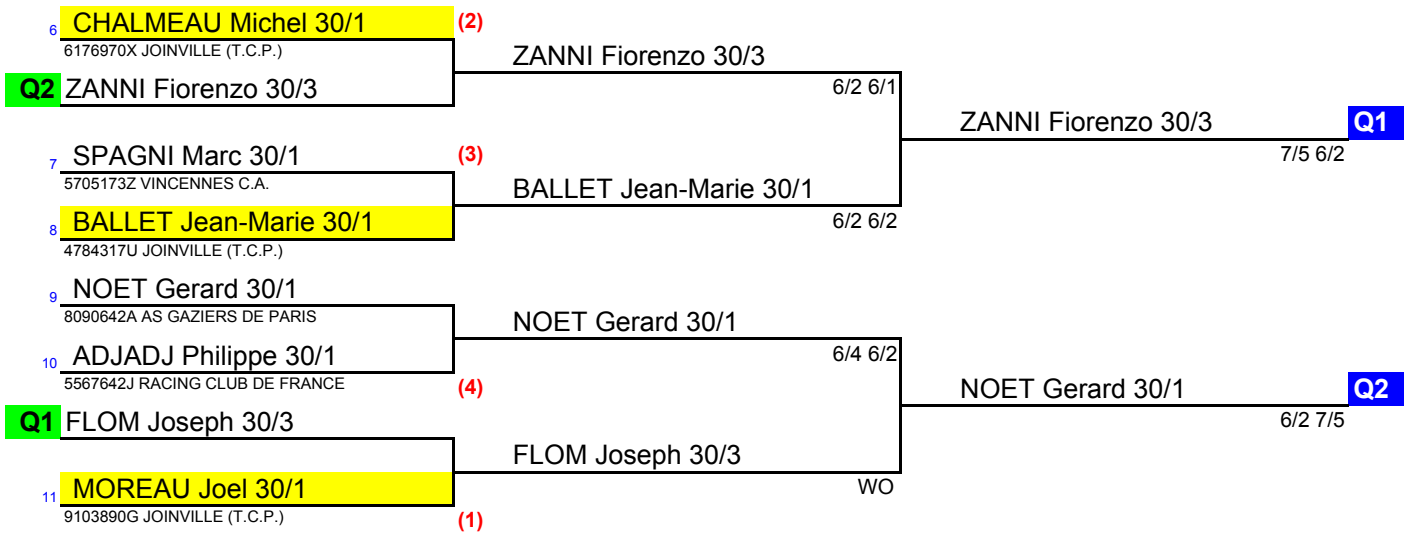 6 CHALMEAU Michel 30/1 (2)
6176970X JOINVILLE (T.C.P.)
ZANNI Fiorenzo 30/3
Q2 ZANNI Fiorenzo 30/3
6/2 6/1
ZANNI Fiorenzo 30/3 Q1
7/5 6/2
7 SPAGNI Marc 30/1 (3)
5705173Z VINCENNES C.A.
BALLET Jean-Marie 30/1
8 BALLET Jean-Marie 30/1
6/2 6/2
4784317U JOINVILLE (T.C.P.)
9 NOET Gerard 30/1
8090642A AS GAZIERS DE PARIS
NOET Gerard 30/1
10 ADJADJ Philippe 30/1
6/4 6/2
5567642J RACING CLUB DE FRANCE (4)
NOET Gerard 30/1 Q2
6/2 7/5
Q1 FLOM Joseph 30/3
FLOM Joseph 30/3
11 MOREAU Joel 30/1
WO
9103890G JOINVILLE (T.C.P.) (1)